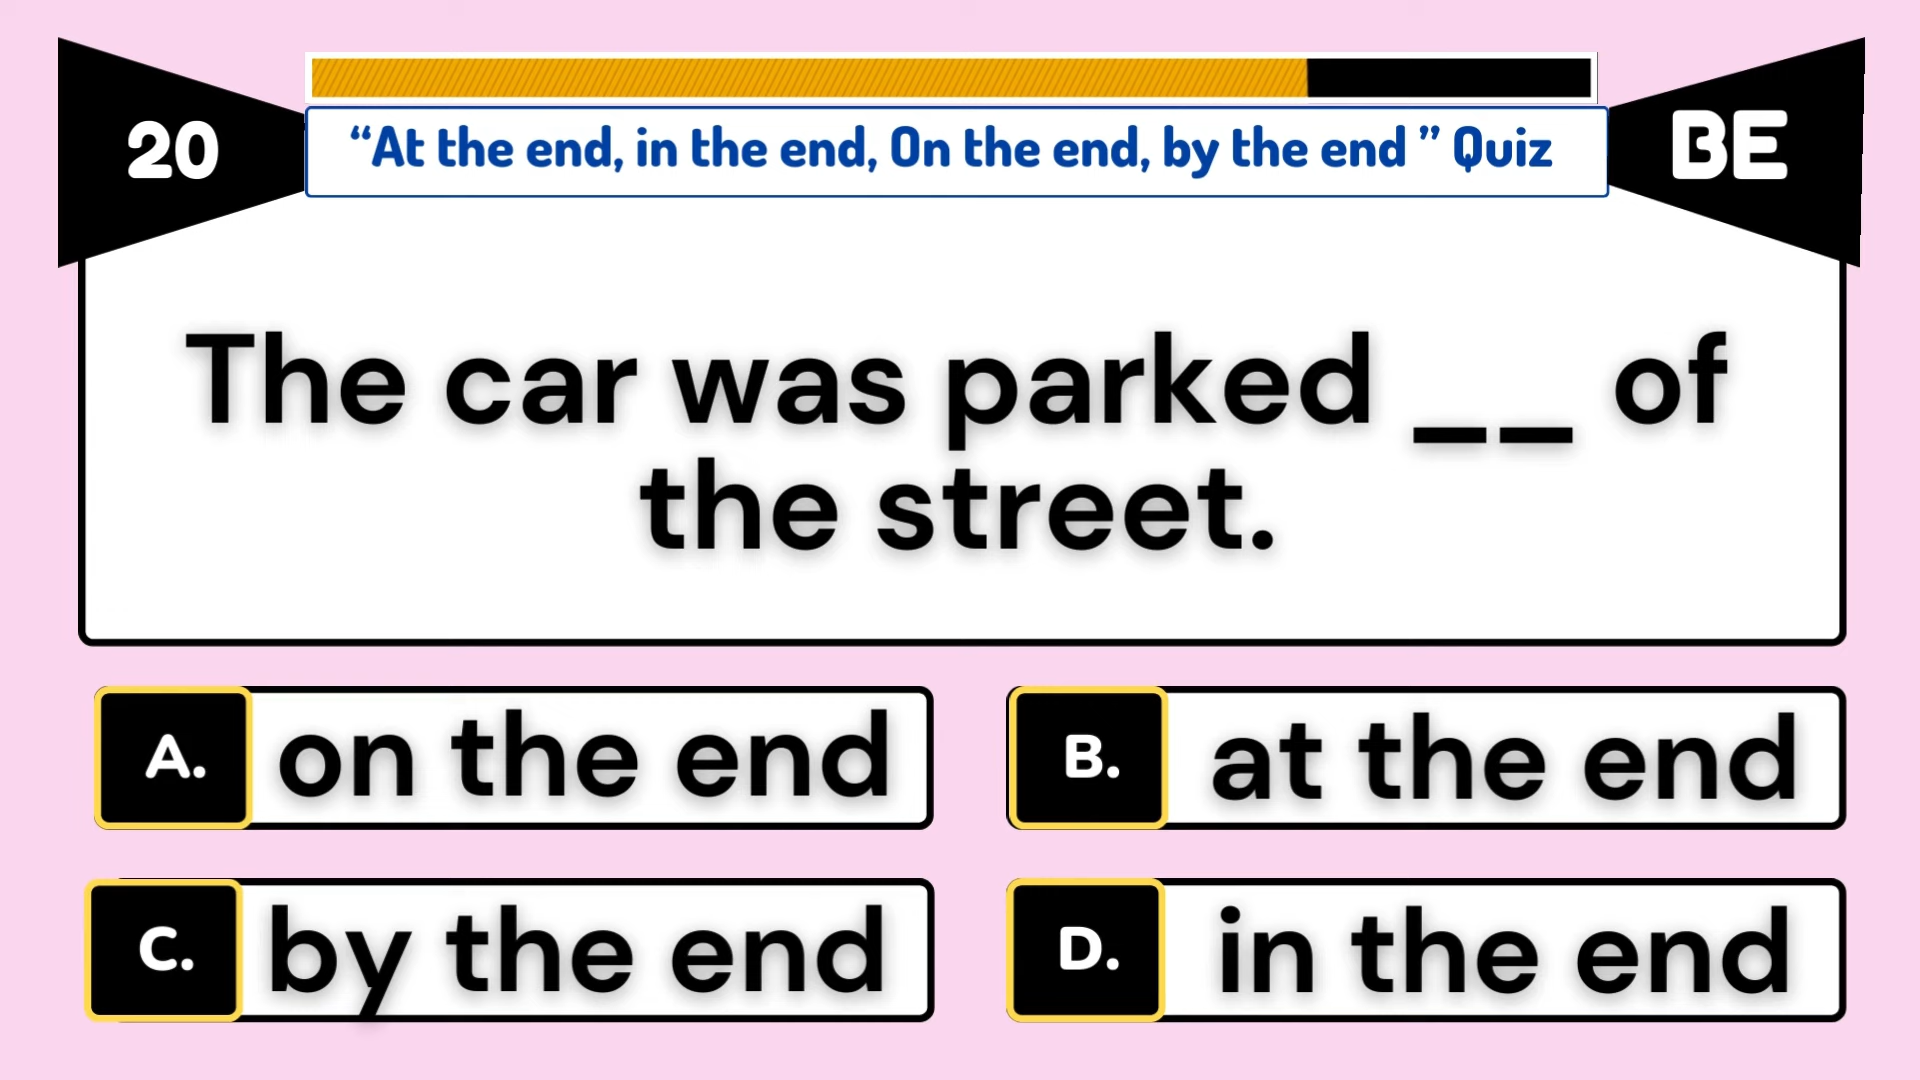 20
“At the end, in the end, On the end, by the end ” Quiz
BE
The car was parked __ of
the street.
A. on the end
B. at the end
C. by the end
D. in the end